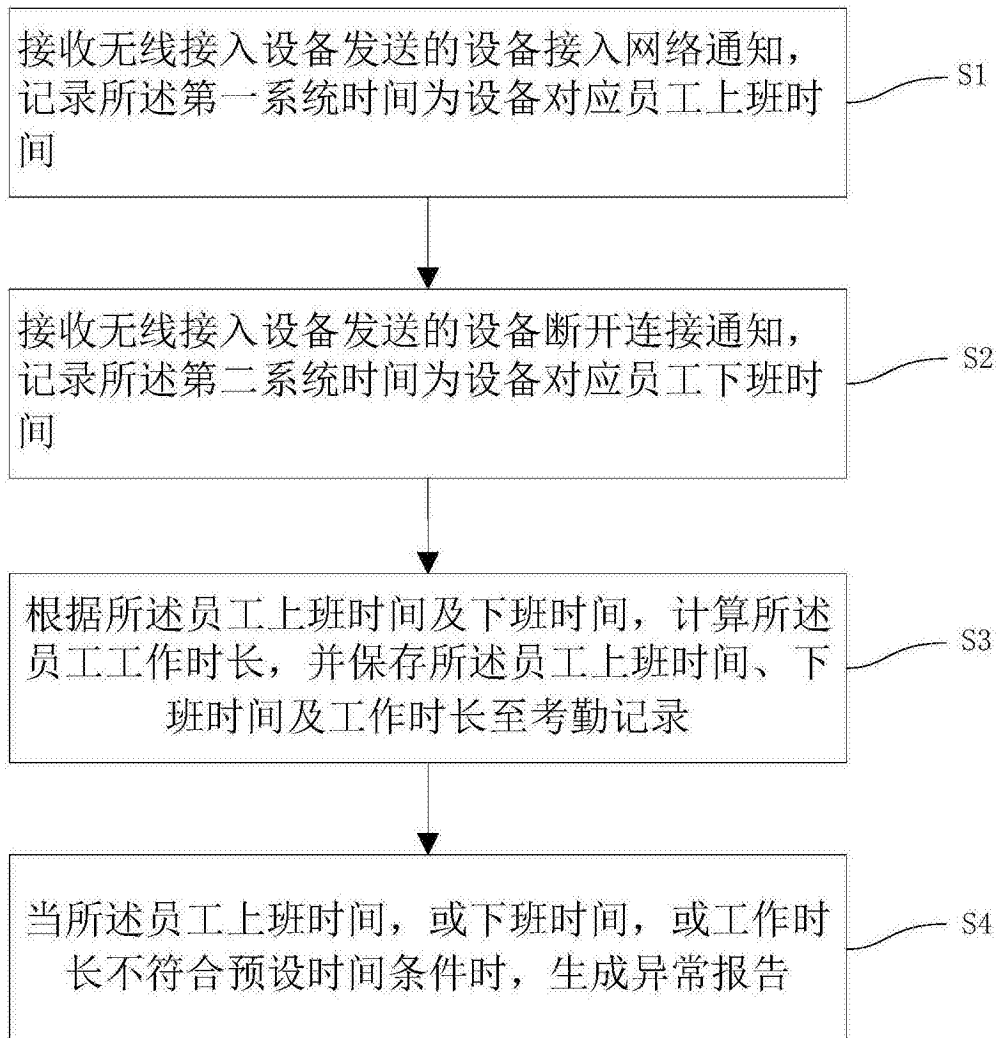 接收无线接入设备发送的设备接入网络通知，
记录所述第一系统时间为设备对应员工上班时
间
S1
接收无线接入设备发送的设备断开连接通知，
记录所述第二系统时间为设备对应员工下班时
间
S2
根据所述员工上班时间及下班时间，计算所述
员工工作时长，并保存所述员工上班时间、下
班时间及工作时长至考勤记录
S3
当所述员工上班时间，或下班时间，或工作时
长不符合预设时间条件时，生成异常报告
S4